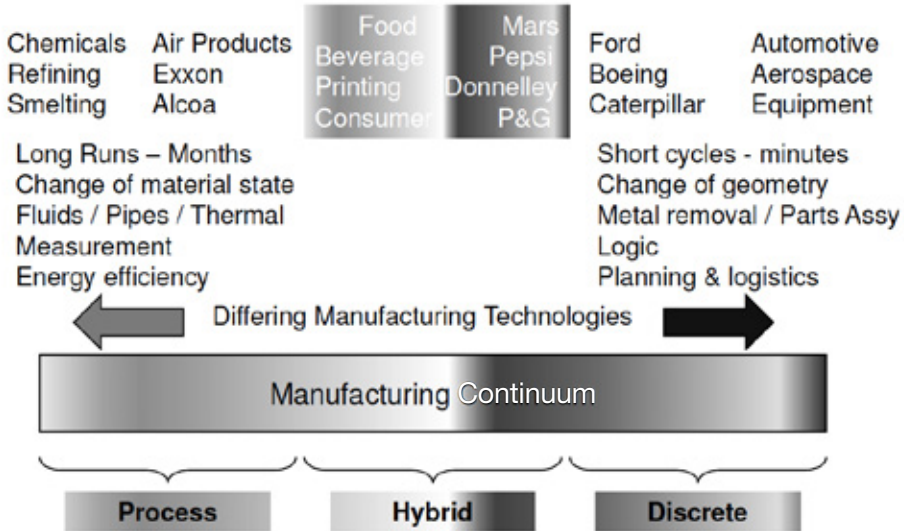 Chemicals Air Products
Refining Exxon
Smelting Alcoa
Food Mars
Beverage Pepsi
Printing Donnelley
Consumer P&G
Ford Automotive
Boeing Aerospace
Caterpillar Equipment
Long Runs – Months
Change of material state
Fluids / Pipes / Thermal
Measurement
Energy efficiency
Short cycles - minutes
Change of geometry
Metal removal / Parts Assy
Logic
Planning & logistics
Differing Manufacturing Technologies
Manufacturing Continuum
Process Hybrid Discrete